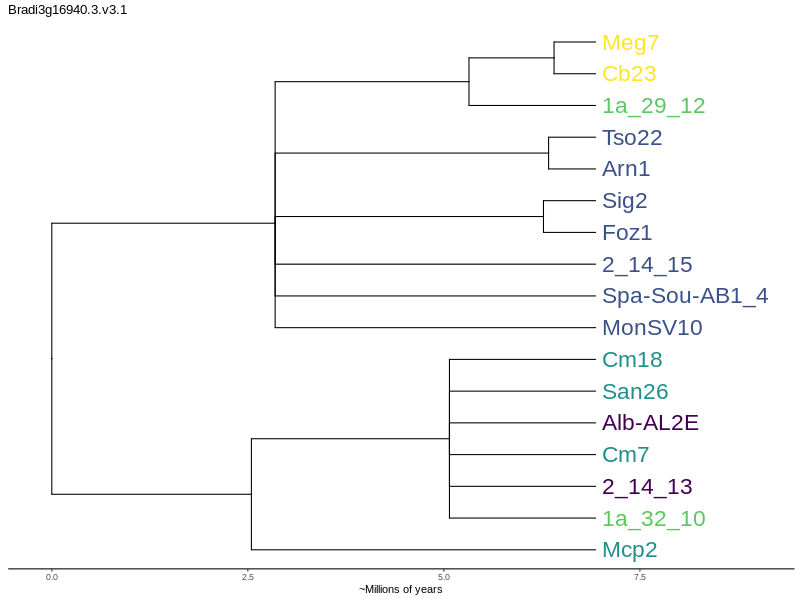 Bradi3g16940.3.v3.1
Meg7
Cb23
1a_29_12
Tso22
Arn1
Sig2
Foz1
2_14_15
Spa-Sou-AB1_4
MonSV10
Cm18
San26
Alb-AL2E
Cm7
2_14_13
1a_32_10
Mcp2
0.0 2.5 5.0 7.5
~Millions of years